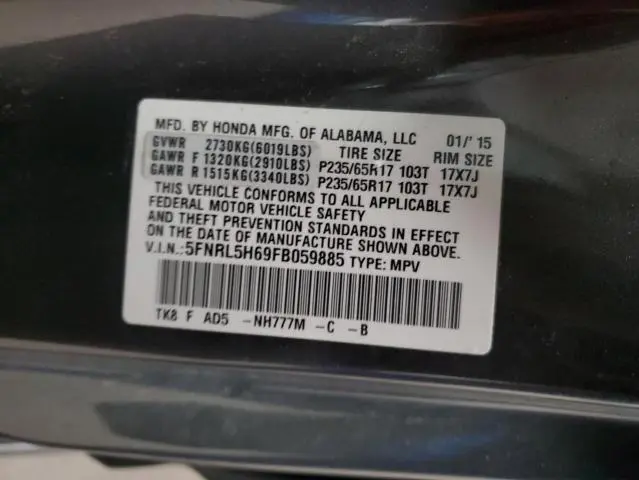 MFD. BY HONDA MFG. OF ALABAMA, LLC 01/'15
GVWR 2730KG(6019LBS) TIRE SIZE RIM SIZE
GAWR F 1320KG(2910LBS) P235/65R17 103T 17X7J
GAWR R 1515KG(3340LBS) P235/65R17 103T 17X7J
THIS VEHICLE CONFORMS TO ALL APPLICABLE
FEDERAL MOTOR VEHICLE SAFETY
AND THEFT PREVENTION STANDARDS IN EFFECT
ON THE DATE OF MANUFACTURE SHOWN ABOVE.
V.I.N.:5FNRL5H69FB059885 TYPE: MPV
TK8 F AD5 -NH777M -C -B